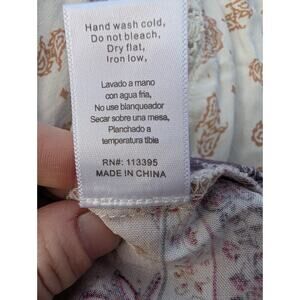 Hand wash cold,
Do not bleach,
Dry flat,
Iron low,
Lavado a mano
con agua fria,
No use blanqueador
Secar sobre una mesa,
Planchado a
temperatura tibia
RN#: 113395
MADE IN CHINA